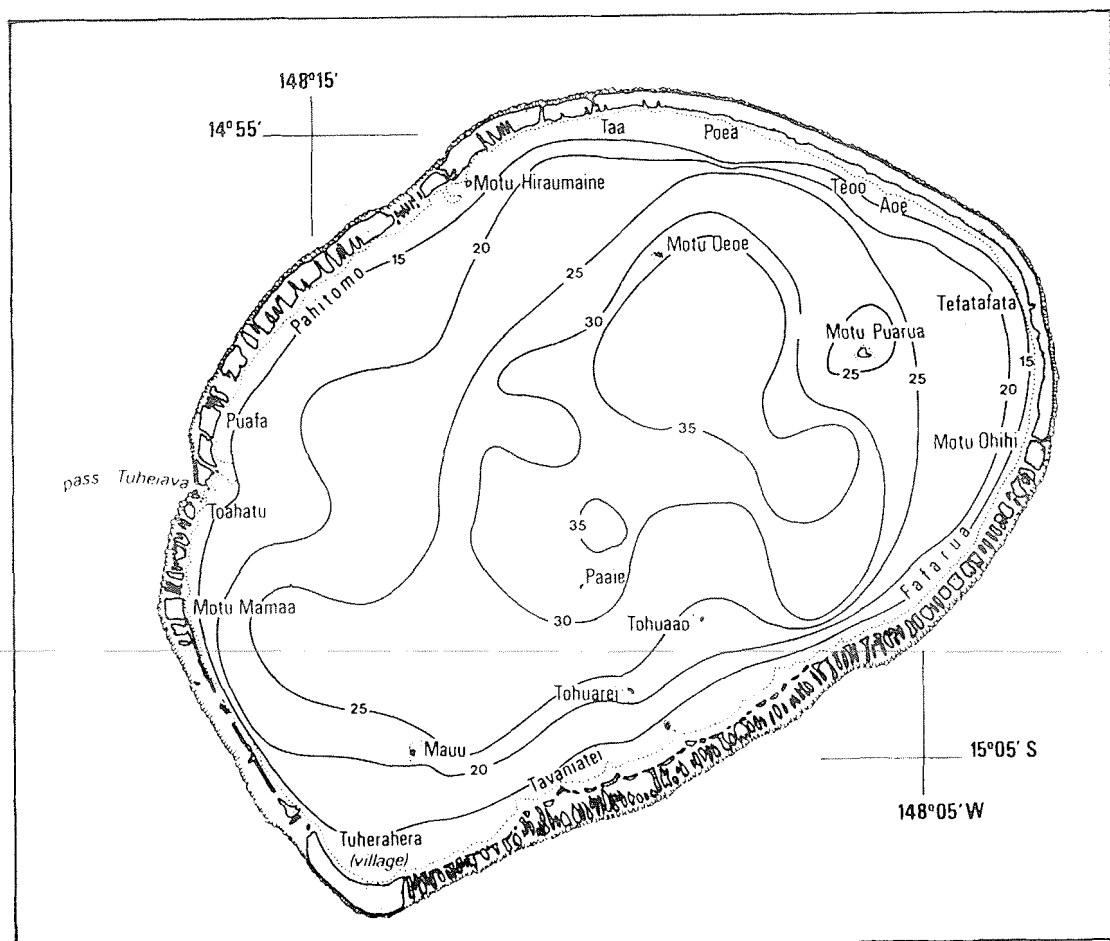 148°15'
14°55'
Taa
Poea
Motu Hiraumaine
Teoo
Aoe
20
15
Pahitomo
25
Motu Oeoe
30
Tefatafata
Motu Puarua
25
25
15
20
Puafa
35
Motu Ohihi
pass Tuheiava
Toahatu
35
Fatarua
Paaie
Motu Mamaa
30
Tohuaao
Tohuarei
25
Mauu
20
15°05' S
Tavaniatei
148°05' W
Tuherahera
(village)